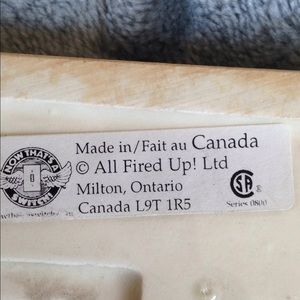 NOW THAT'S A
SWITCH!
Made in/Fait au Canada
© All Fired Up! Ltd
Milton, Ontario
Canada L9T 1R5
SA ®
Series 0800